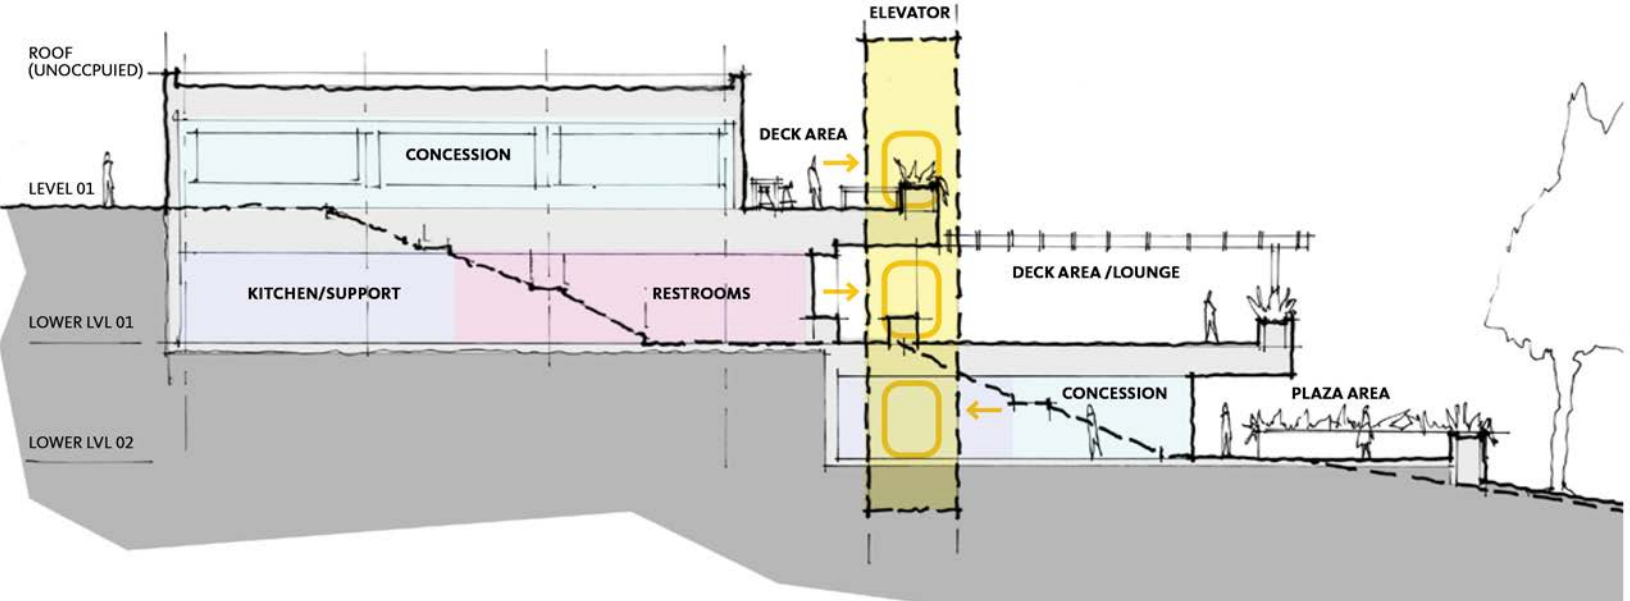 ELEVATOR
ROOF
(UNOCCPUIED)
DECK AREA
CONCESSION
LEVEL 01
DECK AREA /LOUNGE
KITCHEN/SUPPORT
RESTROOMS
LOWER LVL 01
CONCESSION
PLAZA AREA
LOWER LVL 02